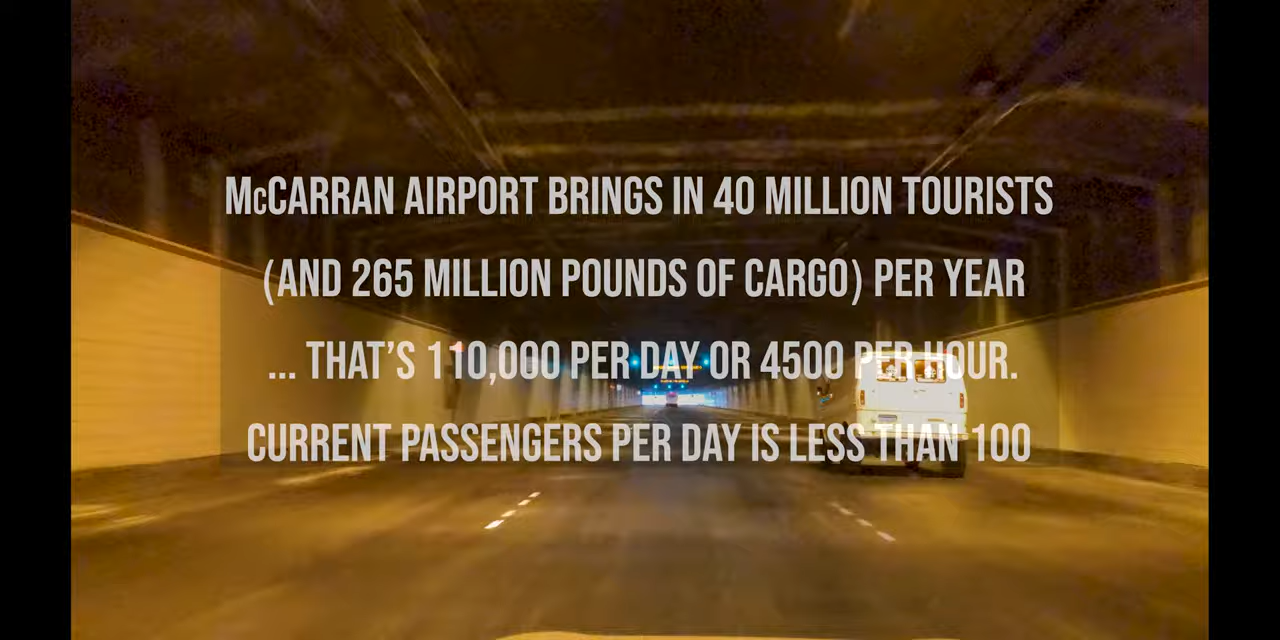 McCARRAN AIRPORT BRINGS IN 40 MILLION TOURISTS
(AND 265 MILLION POUNDS OF CARGO) PER YEAR
... THAT'S 110,000 PER DAY OR 4500 PER HOUR.
CURRENT PASSENGERS PER DAY IS LESS THAN 100